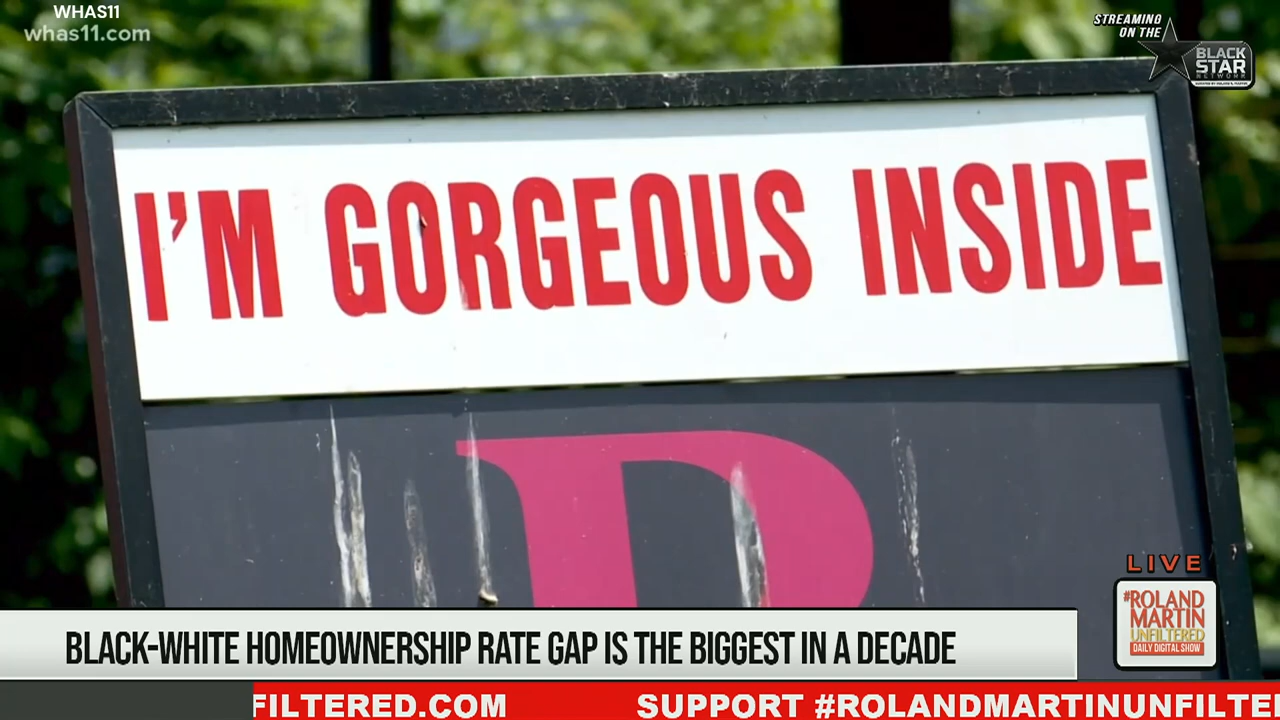 WHAS11
whas11.com
STREAMING
ON THE
BLACK
STAR
NETWORK
I'M GORGEOUS INSIDE
R
LIVE
#ROLAND
MARTIN
UNFILTERED
DAILY DIGITAL SHOW
BLACK-WHITE HOMEOWNERSHIP RATE GAP IS THE BIGGEST IN A DECADE
FILTERED.COM SUPPORT #ROLANDMARTINUNFILTE